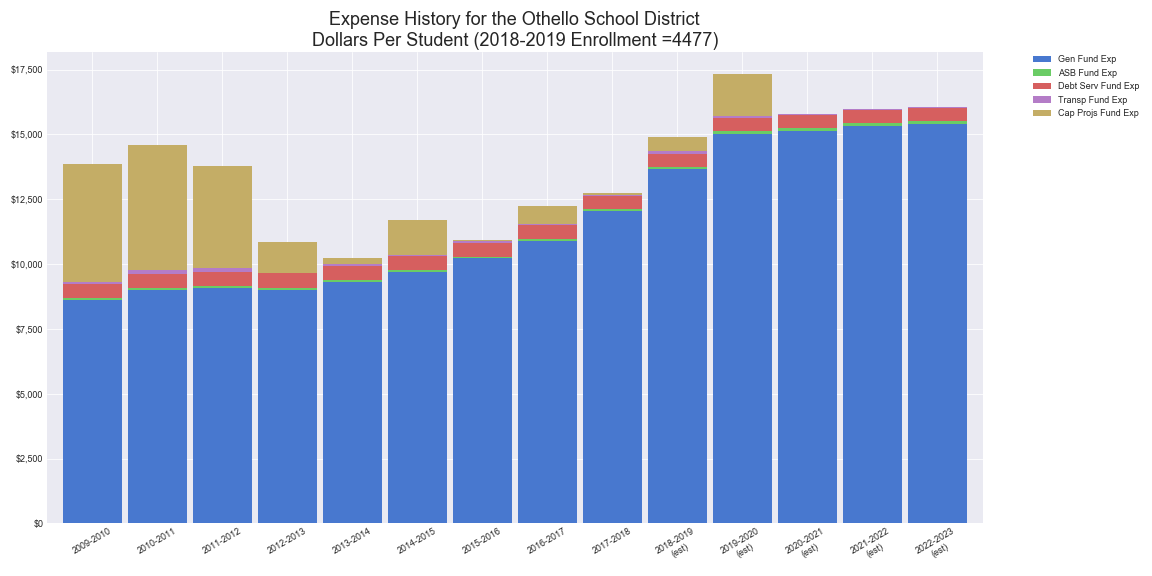 Expense History for the Othello School District
Dollars Per Student (2018-2019 Enrollment =4477)
$17,500
$15,000
$12,500
$10,000
$7,500
$5,000
$2,500
$0
2009-2010
2010-2011
2011-2012
2012-2013
2013-2014
2014-2015
2015-2016
2016-2017
2017-2018
2018-2019
(est)
2019-2020
(est)
2020-2021
(est)
2021-2022
(est)
2022-2023
(est)
Gen Fund Exp
ASB Fund Exp
Debt Serv Fund Exp
Transp Fund Exp
Cap Projs Fund Exp